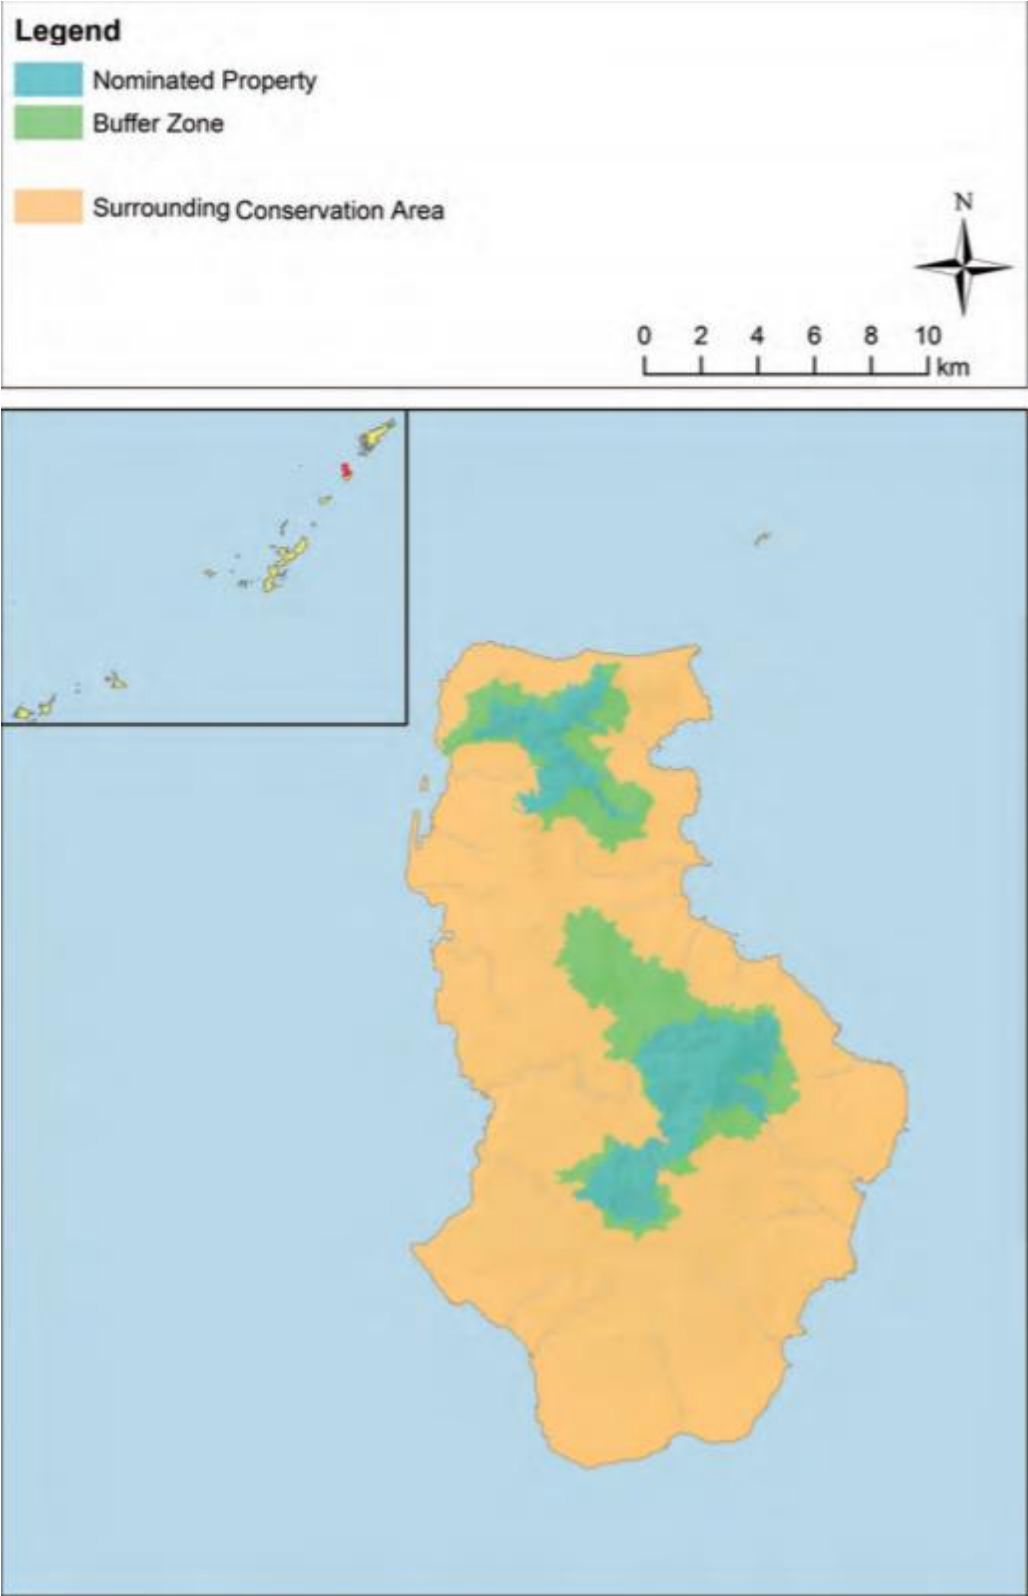 Legend
Nominated Property
Buffer Zone
Surrounding Conservation Area
N
0 2 4 6 8 10
km